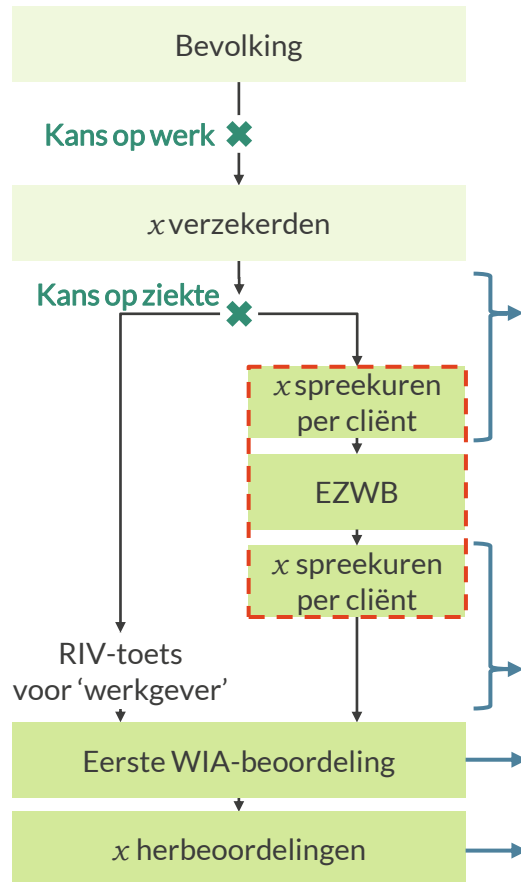 Bevolking
Kans op werk
x verzekerden
Kans op ziekte
x spreekuren
per cliënt
EZWB
x spreekuren
per cliënt
RIV-toets
voor ‘werkgever’
Eerste WIA-beoordeling
x herbeoordelingen